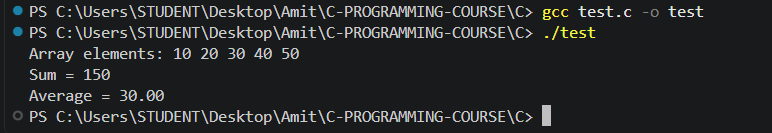 PS C:\Users\STUDENT\Desktop\Amit\C-PROGRAMMING-COURSE\C> gcc test.c -o test
PS C:\Users\STUDENT\Desktop\Amit\C-PROGRAMMING-COURSE\C> ./test
Array elements: 10 20 30 40 50
Sum = 150
Average = 30.00
PS C:\Users\STUDENT\Desktop\Amit\C-PROGRAMMING-COURSE\C>